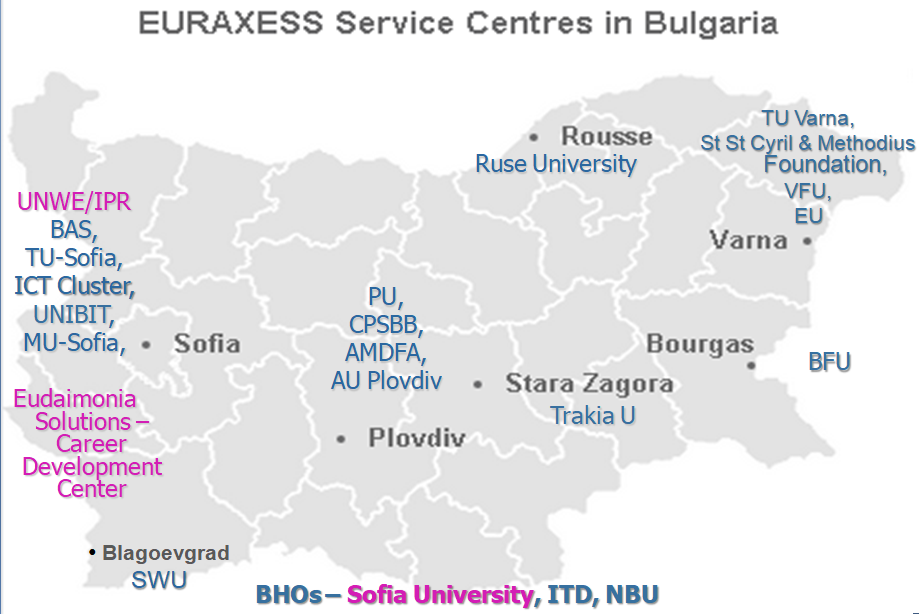 EURAXESS Service Centres in Bulgaria
TU Varna,
St St Cyril & Methodius
Foundation,
VFU,
EU
Varna
Rousse
Ruse University
UNWE/IPR
BAS,
TU-Sofia,
ICT Cluster,
UNIBIT,
MU-Sofia,
Sofia
PU,
CPSBB,
AMDFA,
AU Plovdiv
Bourgas
BFU
Stara Zagora
Trakia U
Eudaimonia
Solutions –
Career
Development
Center
Plovdiv
• Blagoevgrad
SWU
BHOs – Sofia University, ITD, NBU